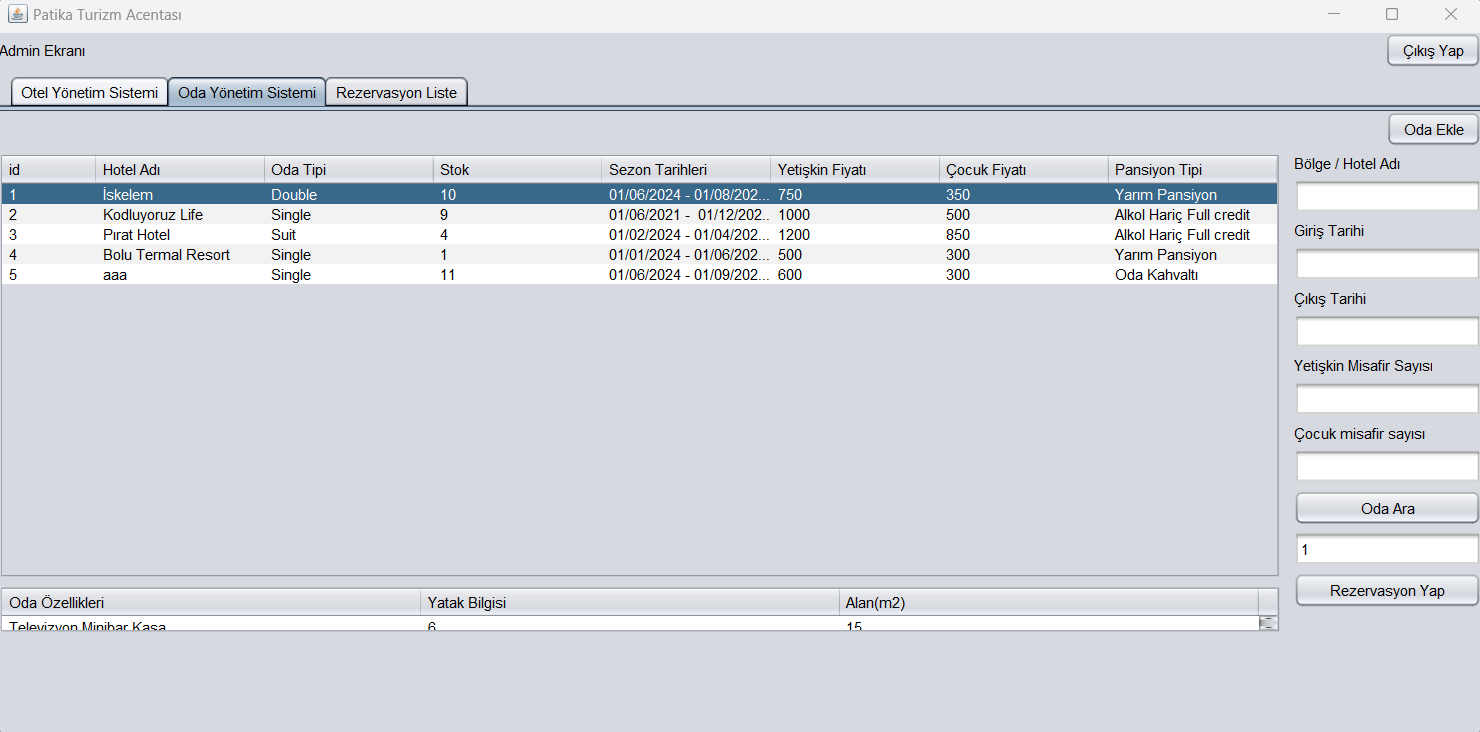 Patika Turizm Acentası
Admin Ekranı
Çıkış Yap
Otel Yönetim Sistemi Oda Yönetim Sistemi Rezervasyon Liste
Oda Ekle
id Hotel Adı Oda Tipi Stok Sezon Tarihleri Yetişkin Fiyatı Çocuk Fiyatı Pansiyon Tipi
1 İskelem Double 10 01/06/2024 - 01/08/202... 750 350 Yarım Pansiyon
2 Kodluyoruz Life Single 9 01/06/2021 - 01/12/202... 1000 500 Alkol Hariç Full credit
3 Pırat Hotel Suit 4 01/02/2024 - 01/04/202... 1200 850 Alkol Hariç Full credit
4 Bolu Termal Resort Single 1 01/01/2024 - 01/06/202... 500 300 Yarım Pansiyon
5 aaa Single 11 01/06/2024 - 01/09/202... 600 300 Oda Kahvaltı
Bölge / Hotel Adı
Giriş Tarihi
Çıkış Tarihi
Yetişkin Misafir Sayısı
Çocuk misafir sayısı
Oda Ara
1
Rezervasyon Yap
Oda Özellikleri Yatak Bilgisi Alan(m2)
Televizyon Minibar Kasa 6 15